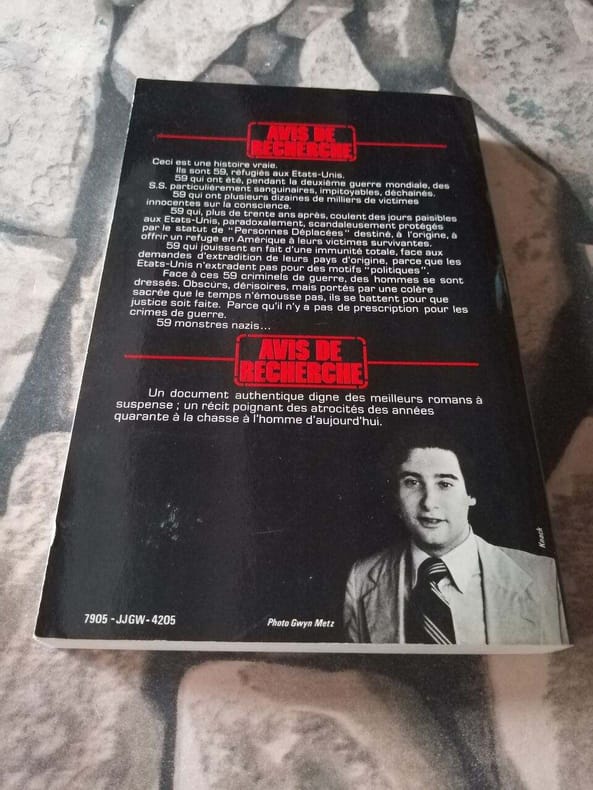 AVIS DE
RECHERCHE
Ceci est une histoire vraie.
Ils sont 59, réfugiés aux Etats-Unis.
59 qui ont été, pendant la deuxième guerre mondiale, des
S.S. particulièrement sanguinaires, impitoyables, déchaînés.
59 qui ont plusieurs dizaines de milliers de victimes
innocentes sur la conscience.
59 qui, plus de trente ans après, coulent des jours paisibles
aux Etats-Unis, paradoxalement, scandaleusement protégés
par le statut de "Personnes Déplacées" destiné, à l'origine, à
offrir un refuge en Amérique à leurs victimes survivantes.
59 qui jouissent en fait d'une immunité totale, face aux
demandes d'extradition de leurs pays d'origine, parce que les
Etats-Unis n'extradent pas pour des motifs "politiques".
Face à ces 59 criminels de guerre, des hommes se sont
dressés. Obscurs, dérisoires, mais portés par une colère
sacrée que le temps n'émousse pas, ils se battent pour que
justice soit faite. Parce qu'il n'y a pas de prescription pour les
crimes de guerre.
59 monstres nazis...
AVIS DE
RECHERCHE
Un document authentique digne des meilleurs romans à
suspense ; un récit poignant des atrocités des années
quarante à la chasse à l'homme d'aujourd'hui.
7905 - JJGW - 4205
Photo Gwyn Metz